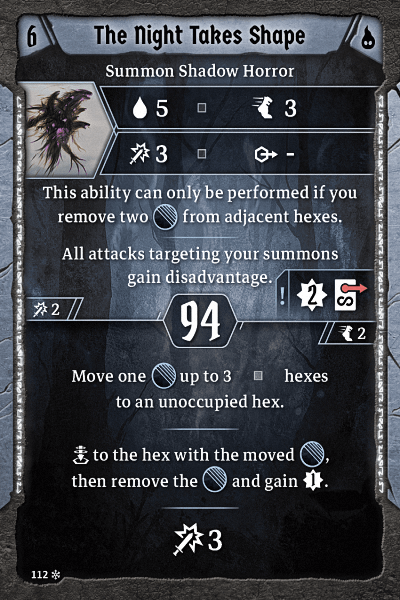 6 The Night Takes Shape
Summon Shadow Horror
5 3
3 -
This ability can only be performed if you
remove two from adjacent hexes.
All attacks targeting your summons
gain disadvantage.
! 2 S
2 94 2
Move one up to 3 hexes
to an unoccupied hex.
to the hex with the moved ,
then remove the and gain 1.
3
112